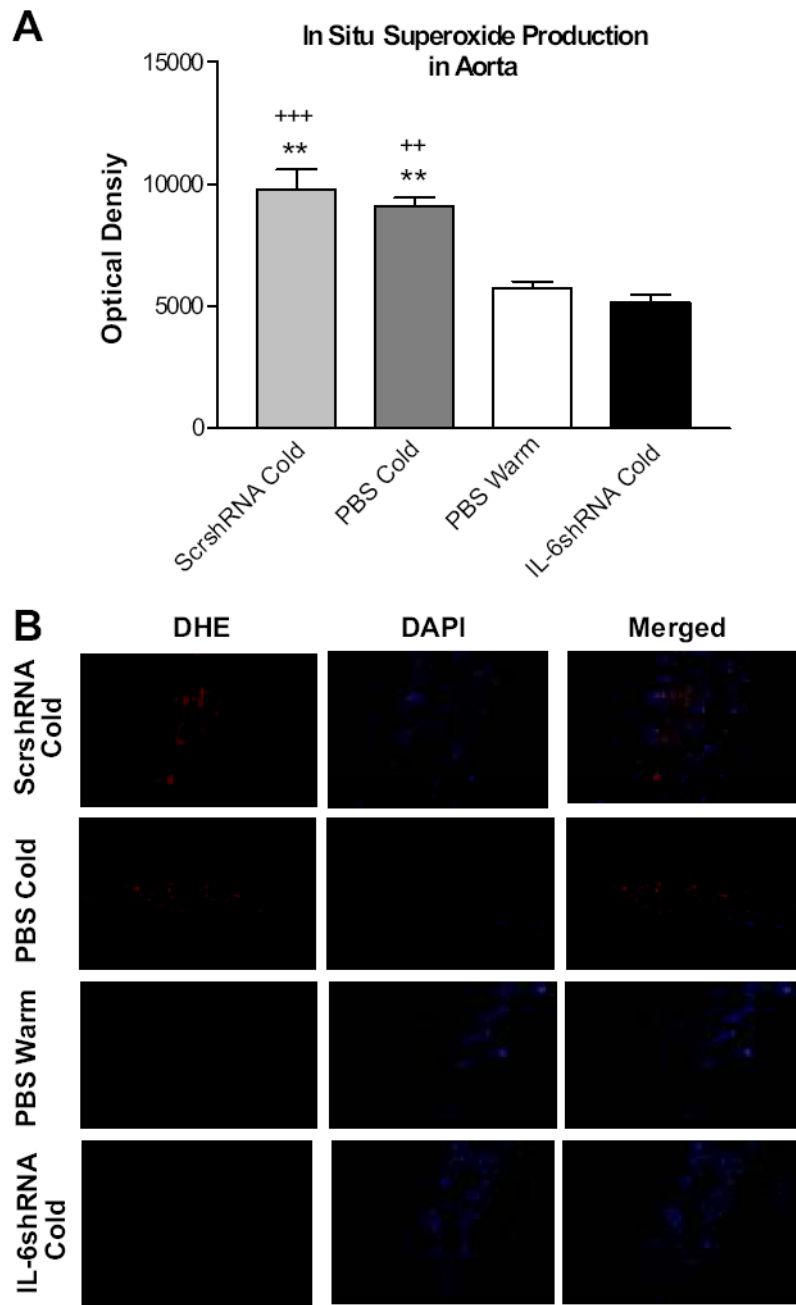 A
In Situ Superoxide Production
in Aorta
Optical Densiy
15000
10000
5000
0
+++
**
++
**
ScrshRNA Cold
PBS Cold
PBS Warm
IL-6shRNA Cold
B
DHE
DAPI
Merged
ScrshRNA
Cold
PBS Cold
PBS Warm
IL-6shRNA
Cold